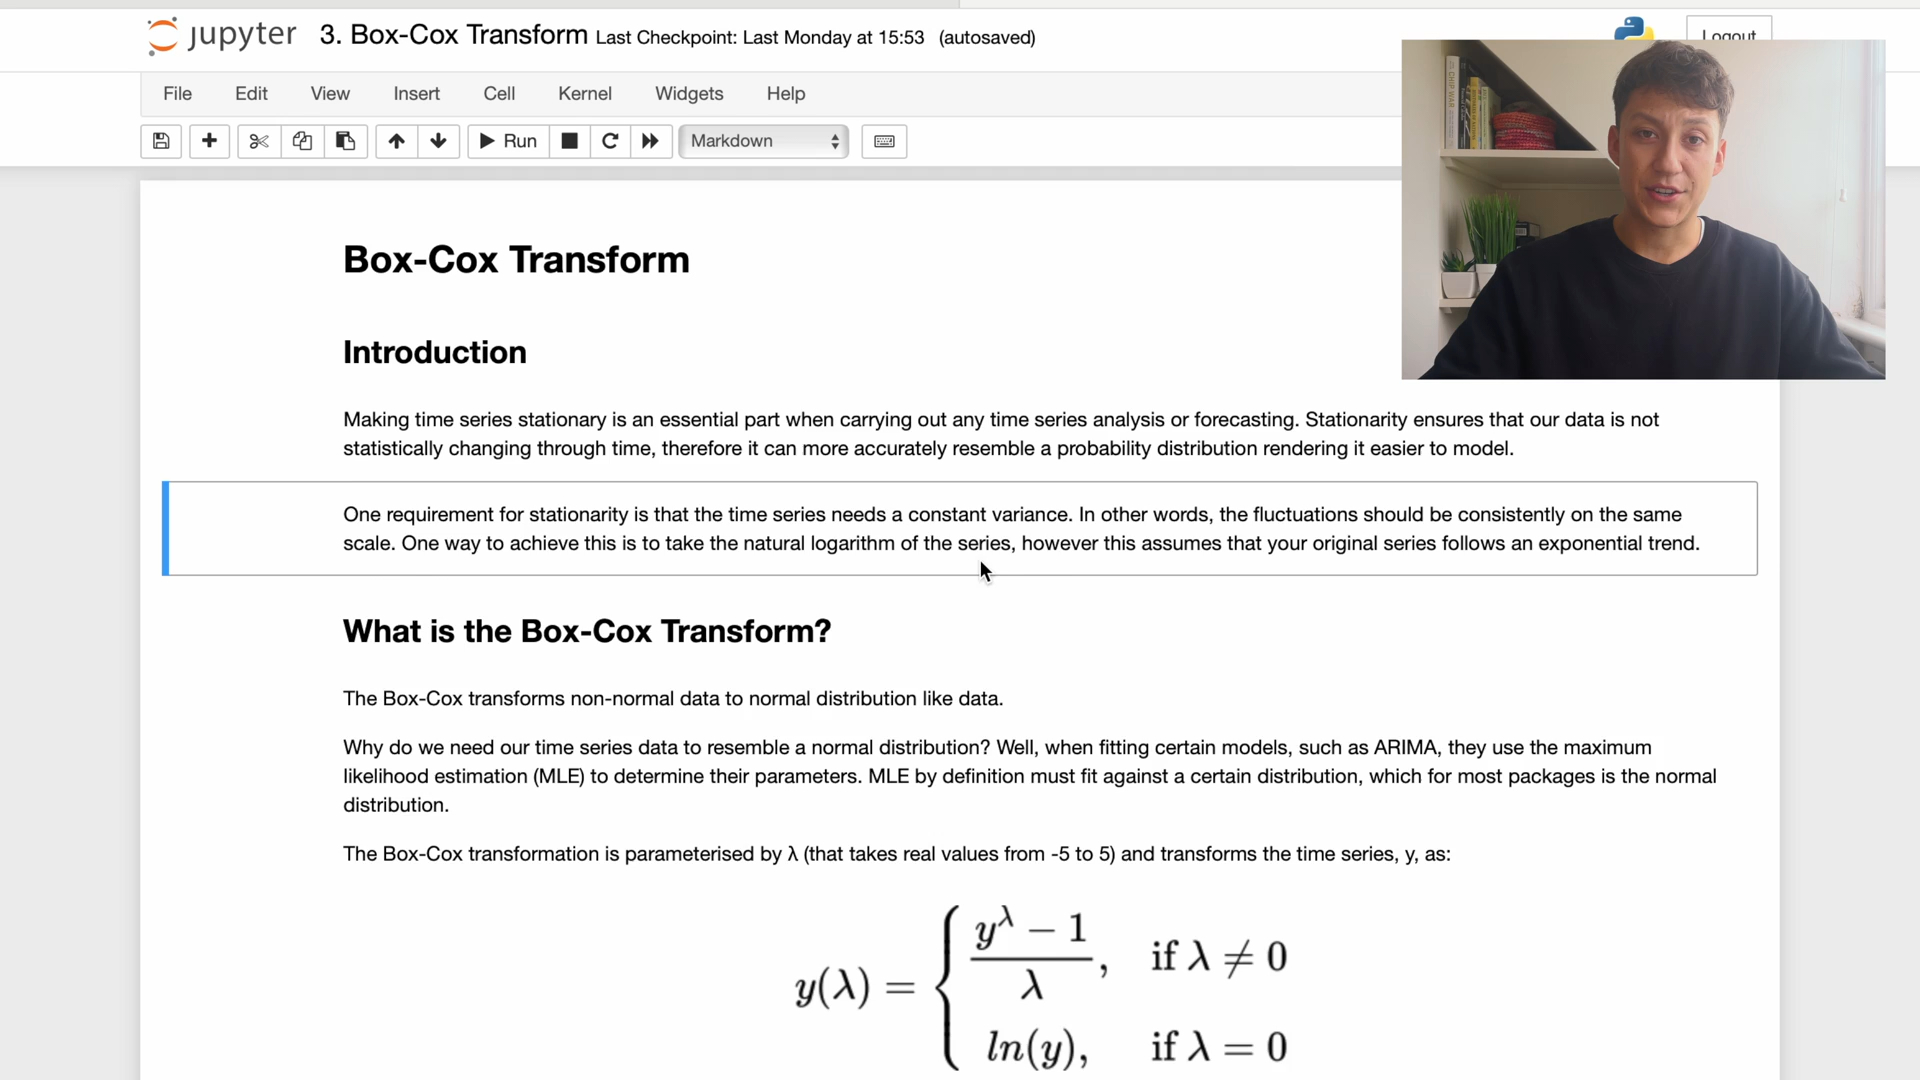 jupyter 3. Box-Cox Transform Last Checkpoint: Last Monday at 15:53 (autosaved)
Logout
File Edit View Insert Cell Kernel Widgets Help
Run Markdown
CHIP WAR
Box-Cox Transform
Introduction
Making time series stationary is an essential part when carrying out any time series analysis or forecasting. Stationarity ensures that our data is not
statistically changing through time, therefore it can more accurately resemble a probability distribution rendering it easier to model.
One requirement for stationarity is that the time series needs a constant variance. In other words, the fluctuations should be consistently on the same
scale. One way to achieve this is to take the natural logarithm of the series, however this assumes that your original series follows an exponential trend.
What is the Box-Cox Transform?
The Box-Cox transforms non-normal data to normal distribution like data.
Why do we need our time series data to resemble a normal distribution? Well, when fitting certain models, such as ARIMA, they use the maximum
likelihood estimation (MLE) to determine their parameters. MLE by definition must fit against a certain distribution, which for most packages is the normal
distribution.
The Box-Cox transformation is parameterised by λ (that takes real values from -5 to 5) and transforms the time series, y, as:
y(λ) = { (y^λ − 1)/λ, if λ ≠ 0
ln(y), if λ = 0